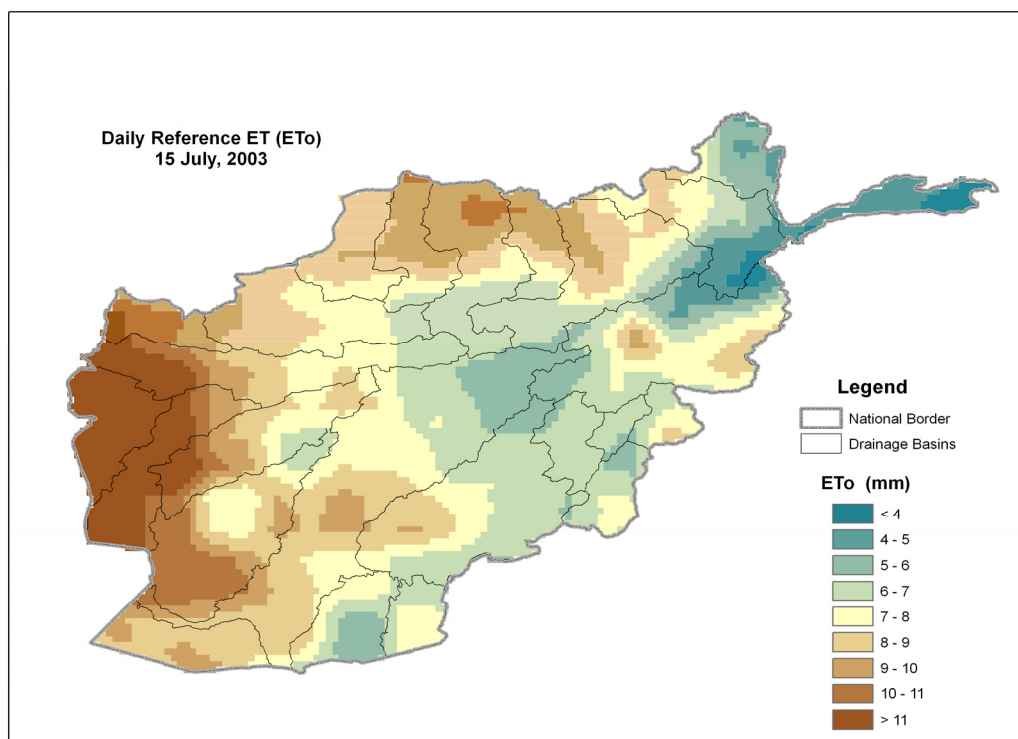 Daily Reference ET (ETo)
15 July, 2003
Legend
National Border
Drainage Basins
ETo (mm)
< 4
4 - 5
5 - 6
6 - 7
7 - 8
8 - 9
9 - 10
10 - 11
> 11